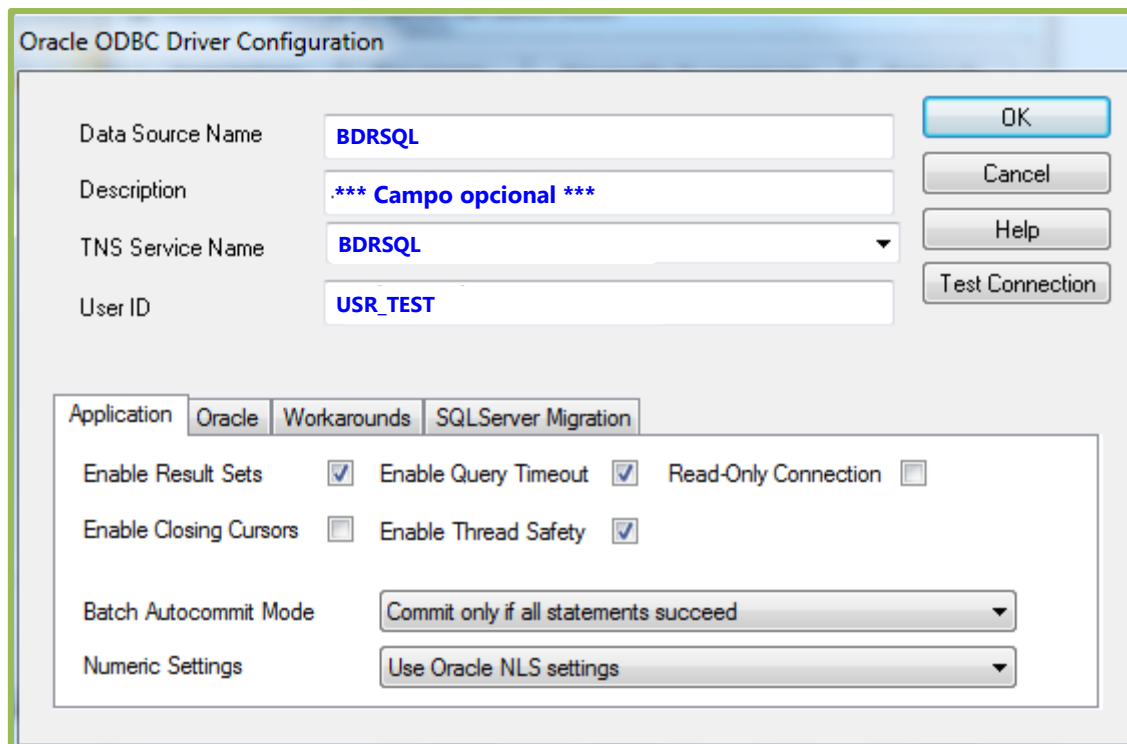 Oracle ODBC Driver Configuration
Data Source Name BDRSQL OK
Description .*** Campo opcional *** Cancel
TNS Service Name BDRSQL Help
User ID USR_TEST Test Connection
Application Oracle Workarounds SQLServer Migration
Enable Result Sets Enable Query Timeout Read-Only Connection
Enable Closing Cursors Enable Thread Safety
Batch Autocommit Mode Commit only if all statements succeed
Numeric Settings Use Oracle NLS settings